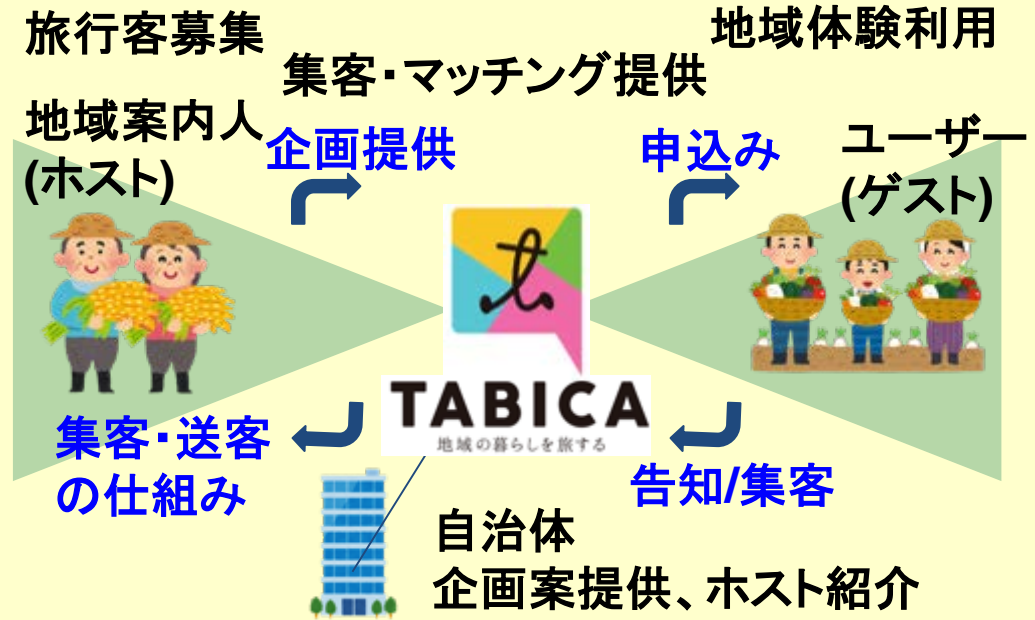 旅行客募集
集客・マッチング提供
地域体験利用
地域案内人
(ホスト)
企画提供
申込み
ユーザー
(ゲスト)
t
TABICA
地域の暮らしを旅する
集客・送客
の仕組み
告知/集客
自治体
企画案提供、ホスト紹介